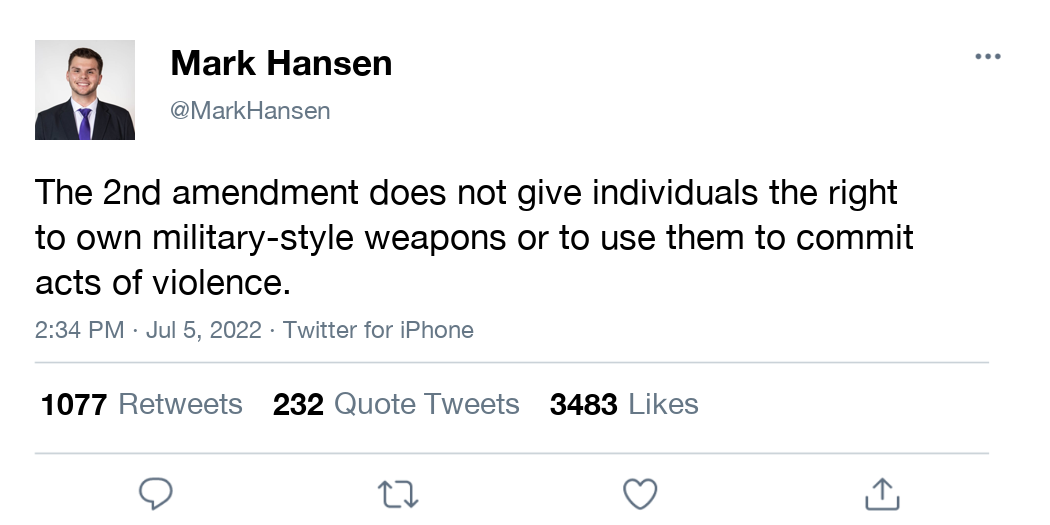 Mark Hansen
@MarkHansen
The 2nd amendment does not give individuals the right
to own military-style weapons or to use them to commit
acts of violence.
2:34 PM · Jul 5, 2022 · Twitter for iPhone
1077 Retweets 232 Quote Tweets 3483 Likes